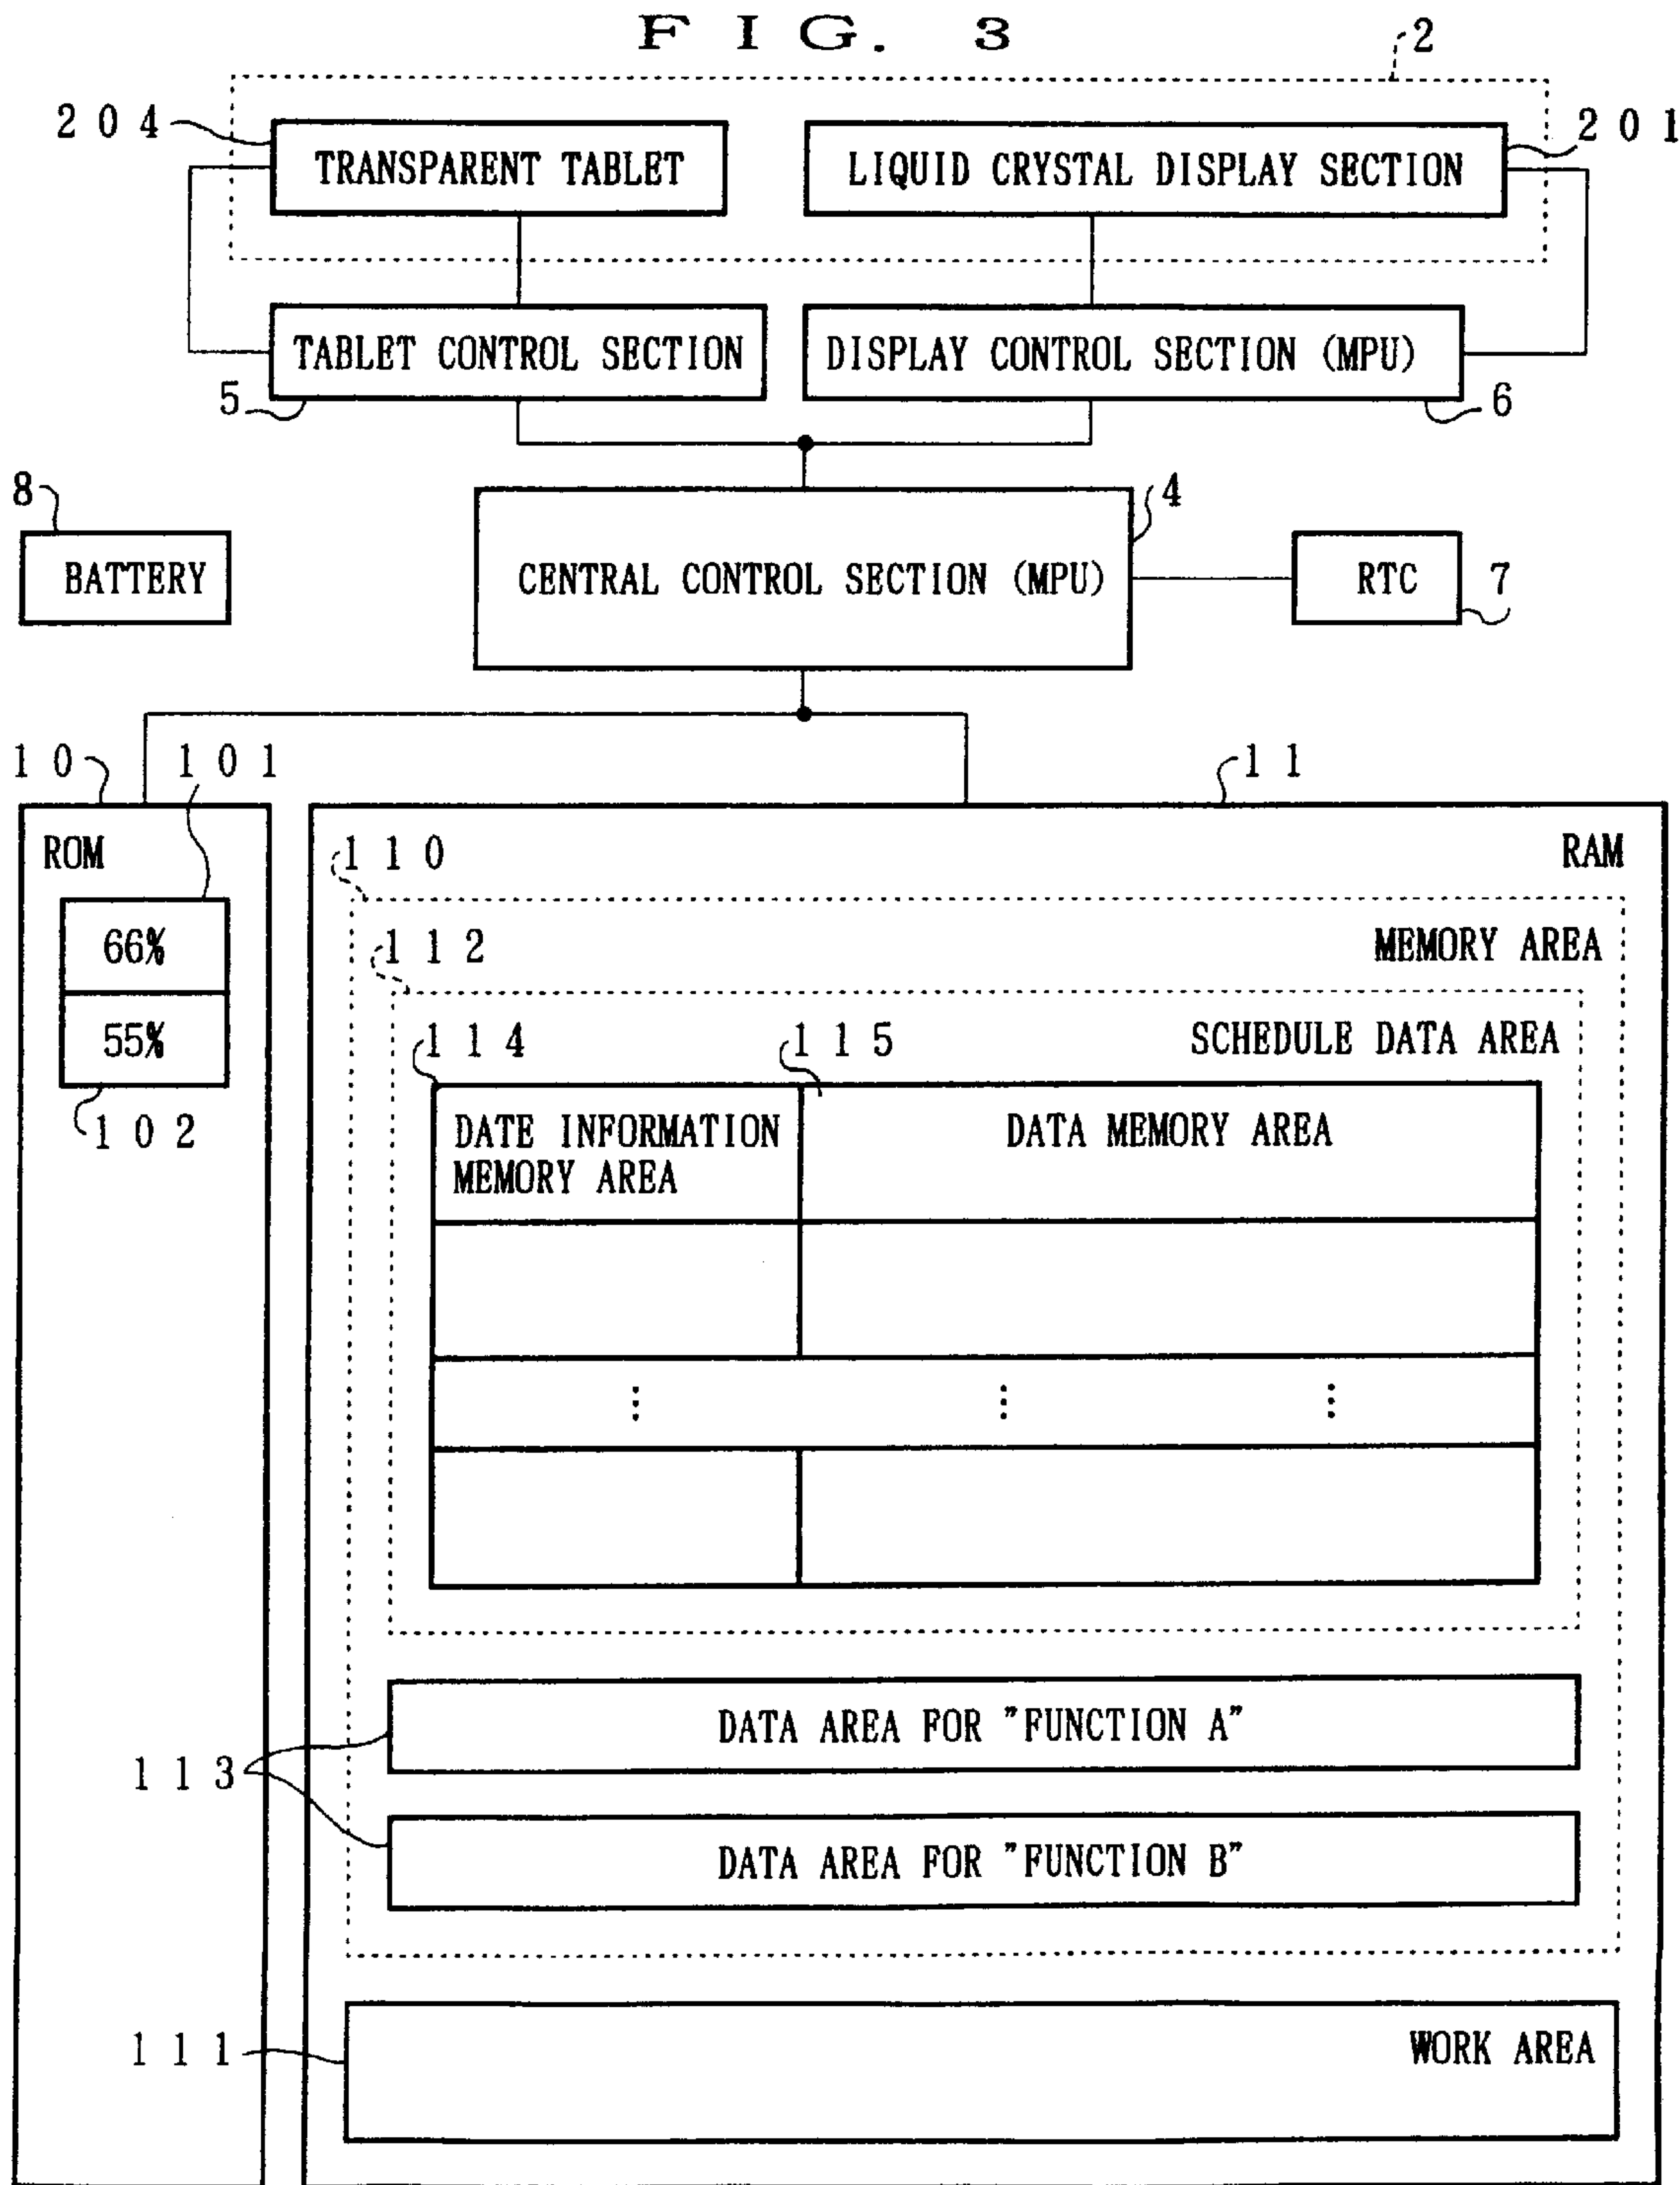 FIG. 3
2
204
TRANSPARENT TABLET
LIQUID CRYSTAL DISPLAY SECTION
201
TABLET CONTROL SECTION
DISPLAY CONTROL SECTION (MPU)
5
6
8
BATTERY
CENTRAL CONTROL SECTION (MPU)
4
RTC
7
10
101
11
ROM
110
RAM
66%
112
MEMORY AREA
55%
114
115
SCHEDULE DATA AREA
102
DATE INFORMATION
MEMORY AREA
DATA MEMORY AREA
DATA AREA FOR "FUNCTION A"
113
DATA AREA FOR "FUNCTION B"
111
WORK AREA